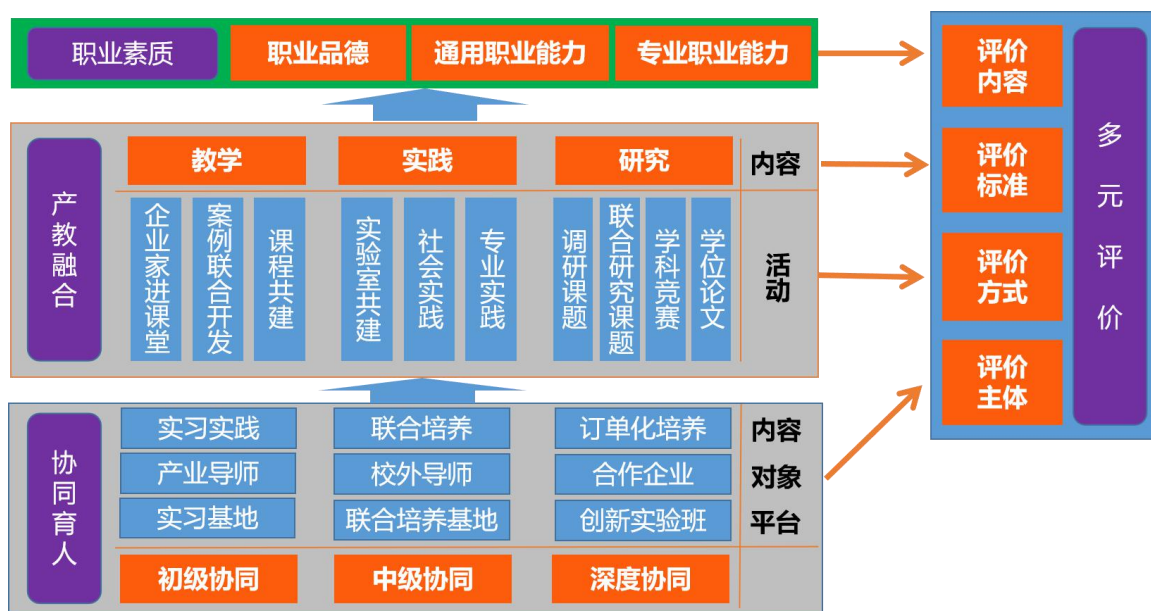 职业素质
职业品德
通用职业能力
专业职业能力
产教融合
教学
实践
研究
内容
企业家进课堂
案例联合开发
课程共建
实验室共建
社会实践
专业实践
调研课题
联合研究课题
学科竞赛
学位论文
活动
协同育人
实习实践
联合培养
订单化培养
内容
产业导师
校外导师
合作企业
对象
实习基地
联合培养基地
创新实验班
平台
初级协同
中级协同
深度协同
评价
内容
评价
标准
评价
方式
评价
主体
多元评价